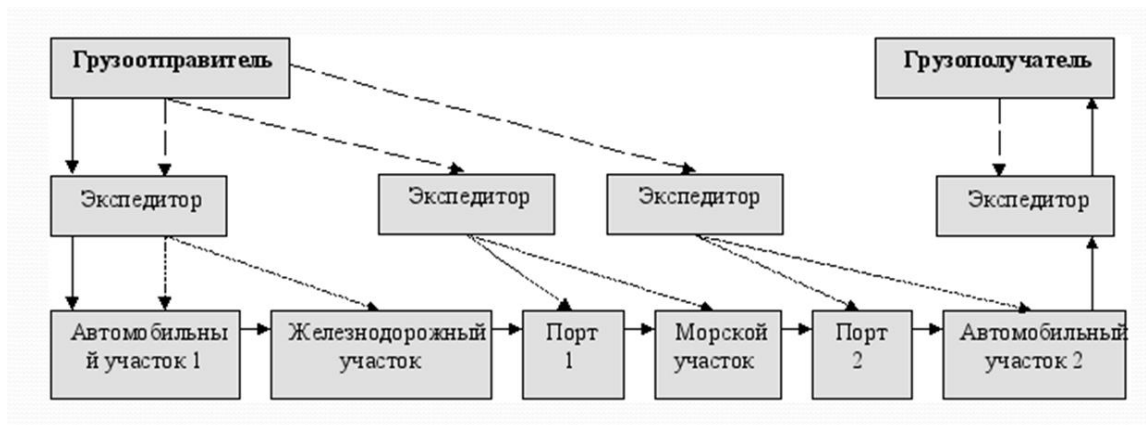 Грузоотправитель
Грузополучатель
Экспедитор
Экспедитор
Экспедитор
Экспедитор
Автомобильны
й участок 1
Железнодорожный
участок
Порт
1
Морской
участок
Порт
2
Автомобильный
участок 2